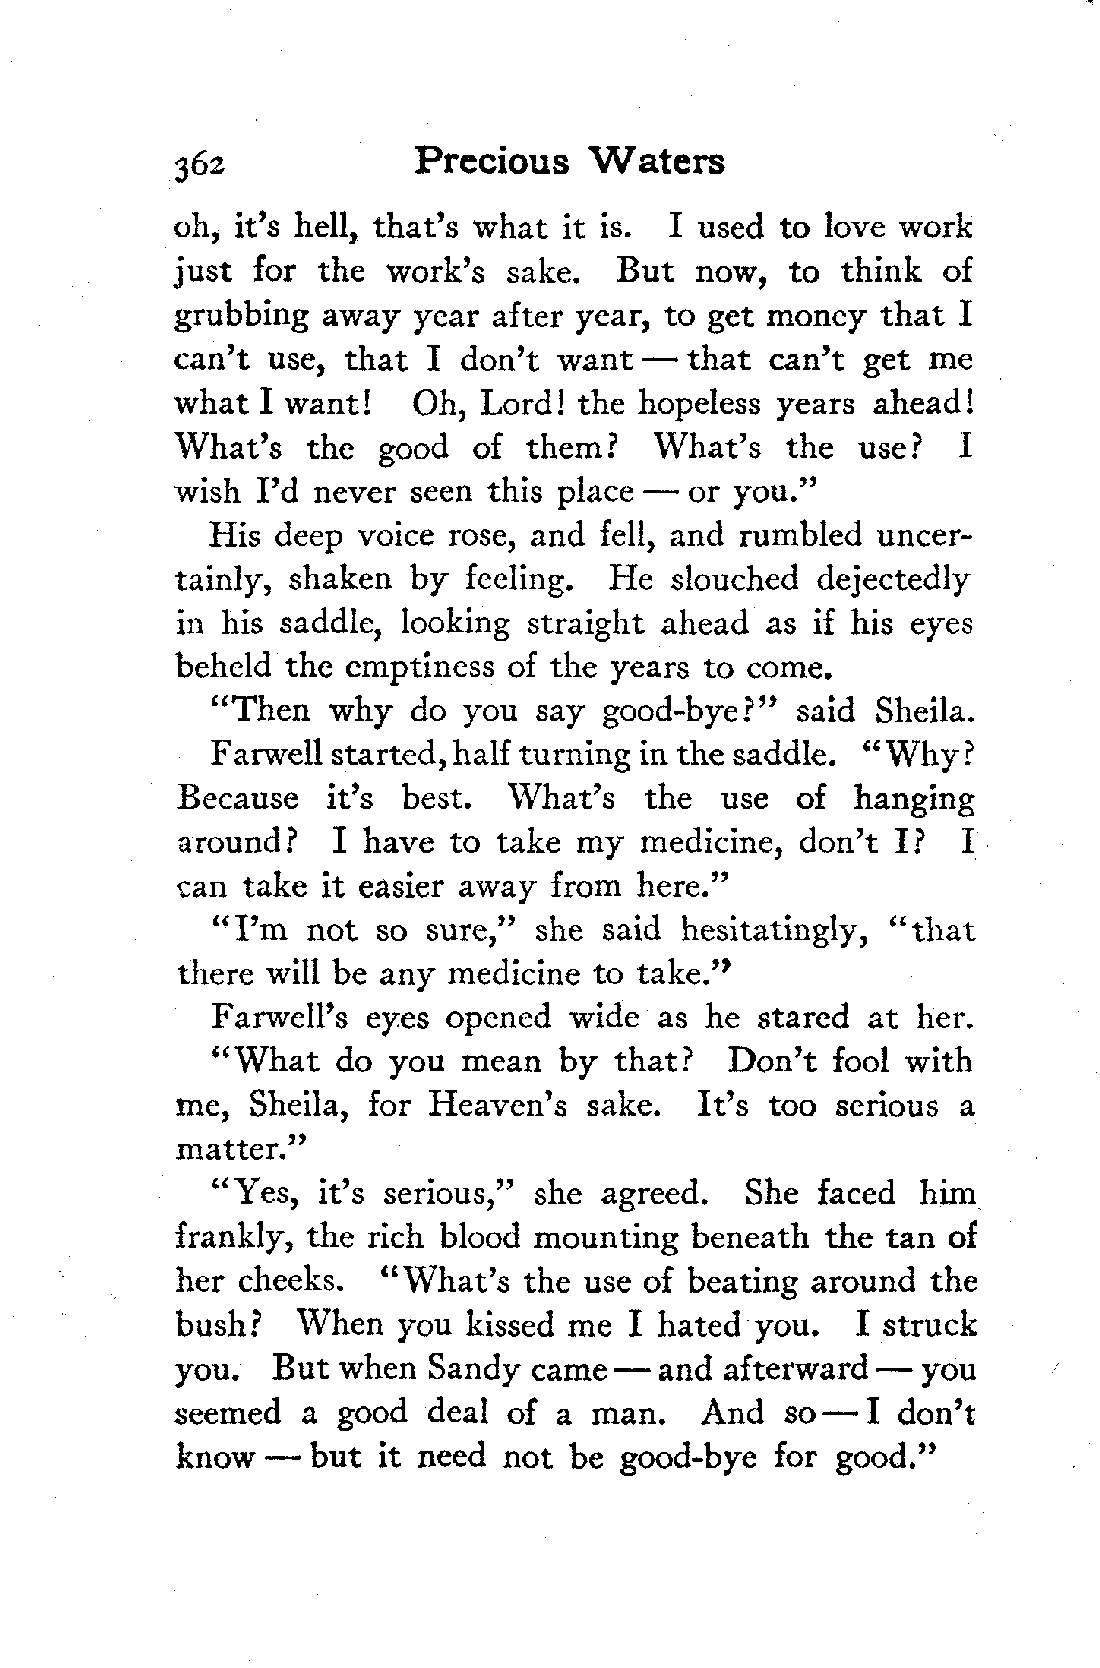 362 Precious Waters
oh, it's hell, that's what it is. I used to love work
just for the work's sake. But now, to think of
grubbing away year after year, to get money that I
can't use, that I don't want — that can't get me
what I want! Oh, Lord! the hopeless years ahead!
What's the good of them? What's the use? I
wish I'd never seen this place — or you."
His deep voice rose, and fell, and rumbled uncer-
tainly, shaken by feeling. He slouched dejectedly
in his saddle, looking straight ahead as if his eyes
beheld the emptiness of the years to come.
"Then why do you say good-bye?" said Sheila.
Farwell started, half turning in the saddle. "Why?
Because it's best. What's the use of hanging
around? I have to take my medicine, don't I? I
can take it easier away from here."
"I'm not so sure," she said hesitatingly, "that
there will be any medicine to take."
Farwell's eyes opened wide as he stared at her.
"What do you mean by that? Don't fool with
me, Sheila, for Heaven's sake. It's too serious a
matter."
"Yes, it's serious," she agreed. She faced him
frankly, the rich blood mounting beneath the tan of
her cheeks. "What's the use of beating around the
bush? When you kissed me I hated you. I struck
you. But when Sandy came — and afterward — you
seemed a good deal of a man. And so — I don't
know — but it need not be good-bye for good."